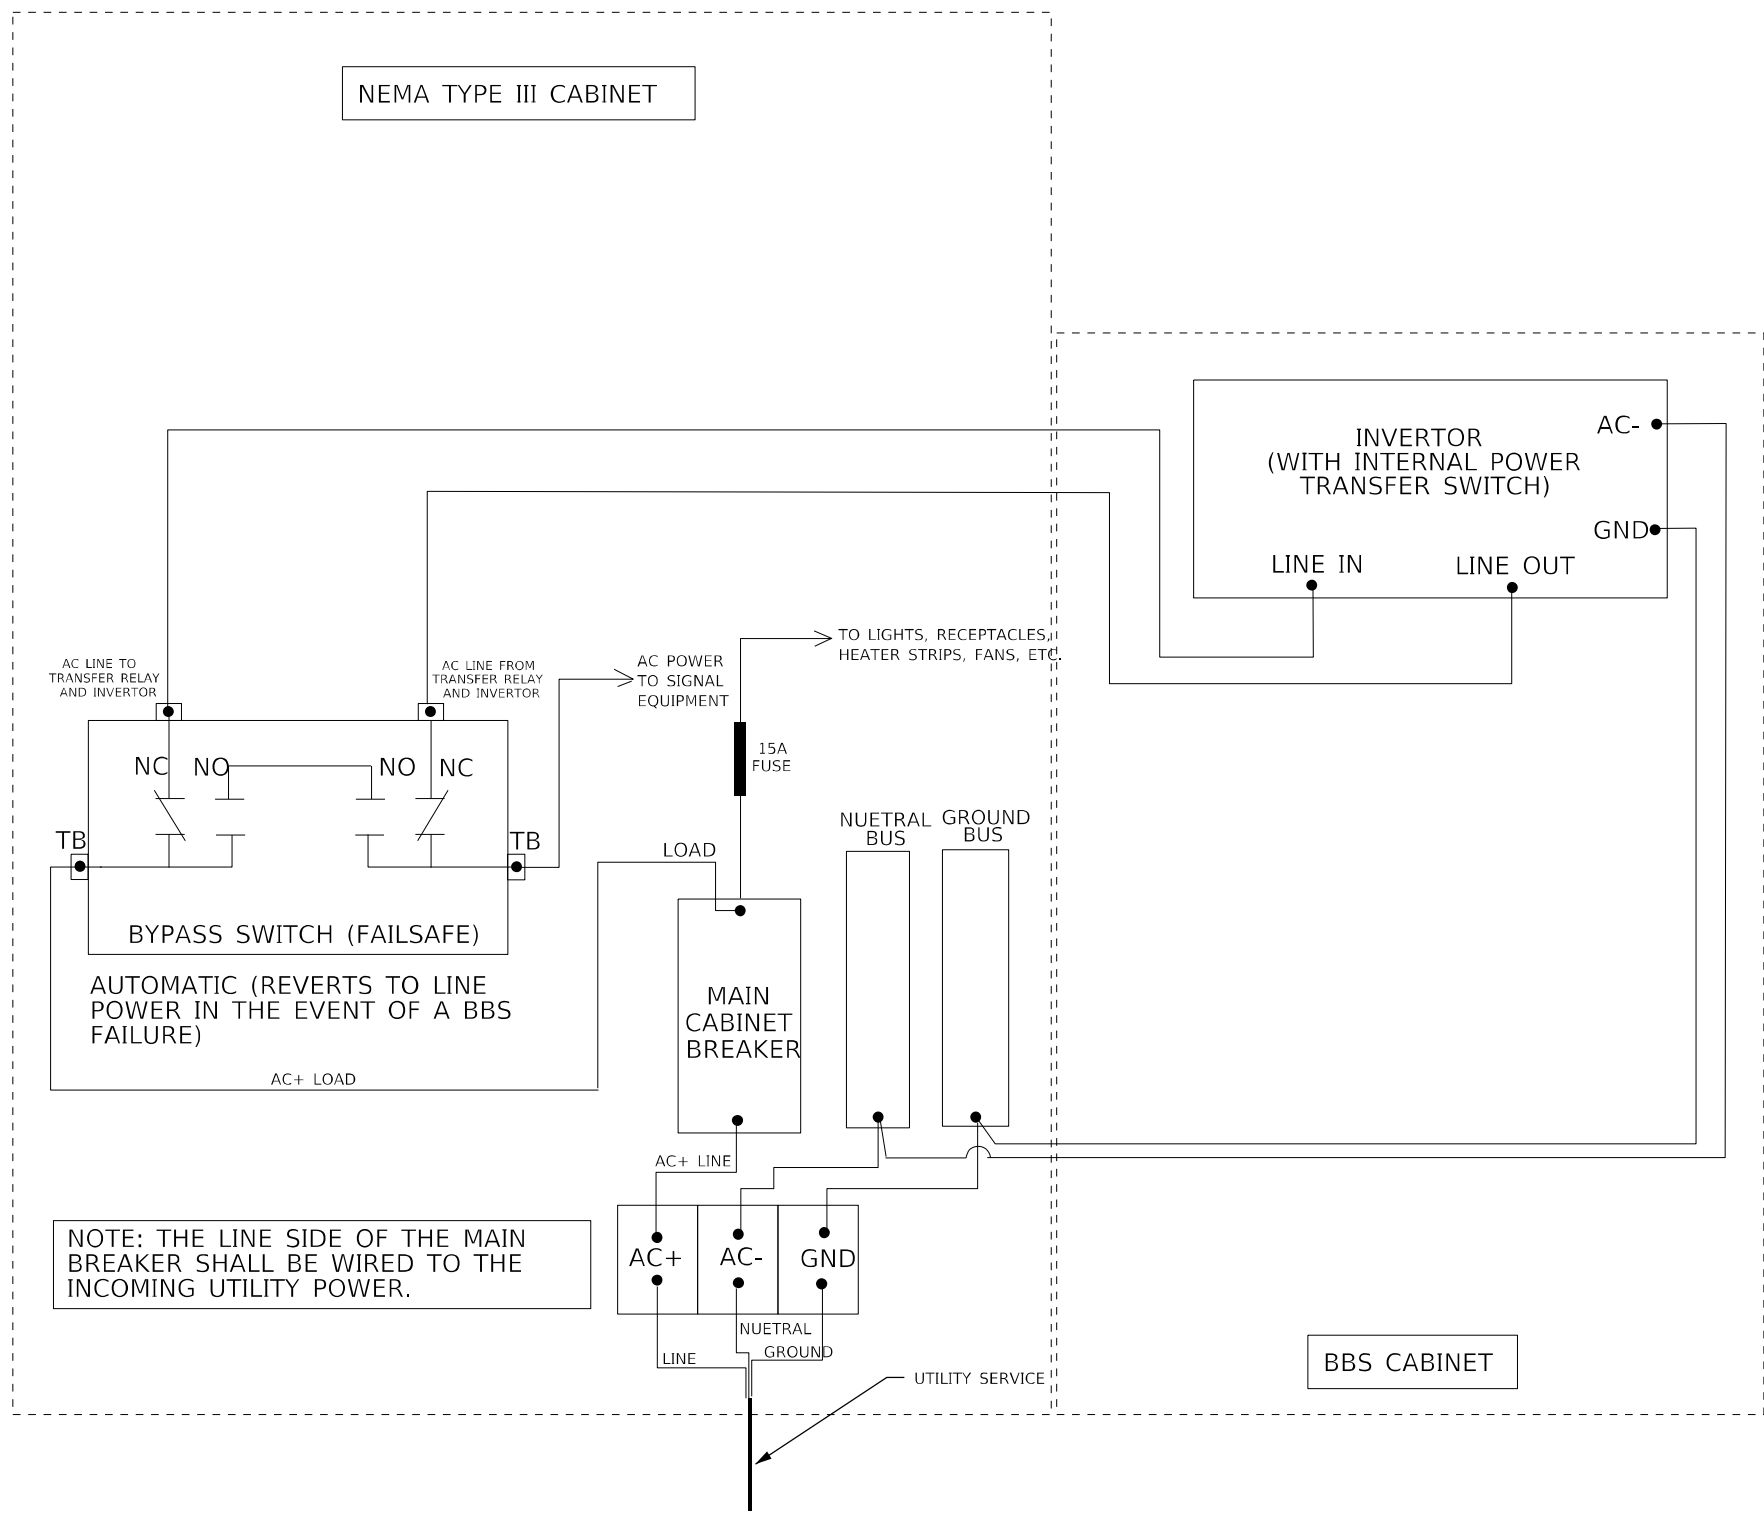 NEMA TYPE III CABINET
INVERTOR
(WITH INTERNAL POWER
TRANSFER SWITCH)
AC-
GND
LINE IN
LINE OUT
TO LIGHTS, RECEPTACLES,
HEATER STRIPS, FANS, ETC.
AC POWER
TO SIGNAL
EQUIPMENT
AC LINE TO
TRANSFER RELAY
AND INVERTOR
AC LINE FROM
TRANSFER RELAY
AND INVERTOR
15A
FUSE
NC
NO
NO
NC
TB
TB
NUETRAL
BUS
GROUND
BUS
LOAD
BYPASS SWITCH (FAILSAFE)
AUTOMATIC (REVERTS TO LINE
POWER IN THE EVENT OF A BBS
FAILURE)
MAIN
CABINET
BREAKER
AC+ LOAD
AC+ LINE
NOTE: THE LINE SIDE OF THE MAIN
BREAKER SHALL BE WIRED TO THE
INCOMING UTILITY POWER.
AC+
AC-
GND
NUETRAL
GROUND
LINE
UTILITY SERVICE
BBS CABINET